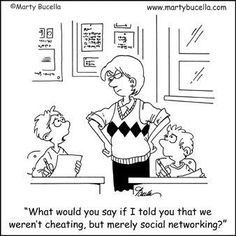 ©Marty Bucella www.martybucella.com
"What would you say if I told you that we
weren't cheating, but merely social networking?"